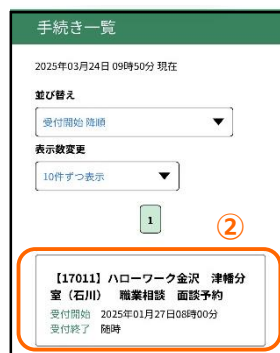 手続き一覧
2025年03月24日 09時50分 現在
並び替え
受付開始 降順
表示数変更
10件ずつ表示
1
②
【17011】ハローワーク金沢 津幡分
室（石川） 職業相談 面談予約
受付開始 2025年01月27日08時00分
受付終了 随時